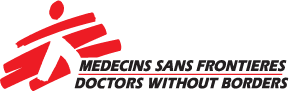 MEDECINS SANS FRONTIERES
DOCTORS WITHOUT BORDERS